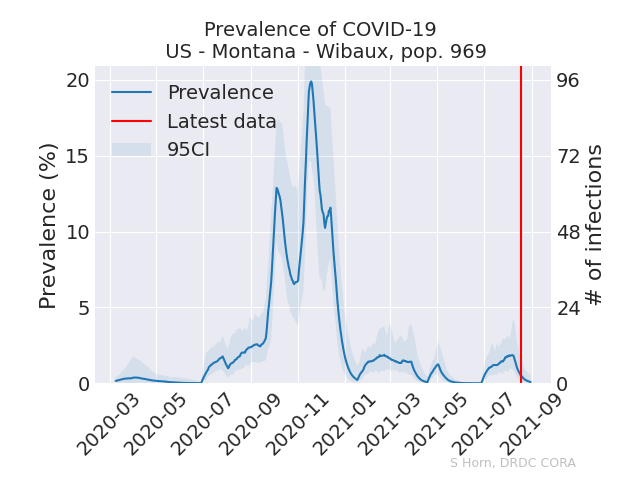 Prevalence of COVID-19
US - Montana - Wibaux, pop. 969
Prevalence
Latest data
95CI
Prevalence (%)
20
15
10
5
0
96
72
48
24
0
# of infections
2020-03
2020-05
2020-07
2020-09
2020-11
2021-01
2021-03
2021-05
2021-07
2021-09
S Horn, DRDC CORA